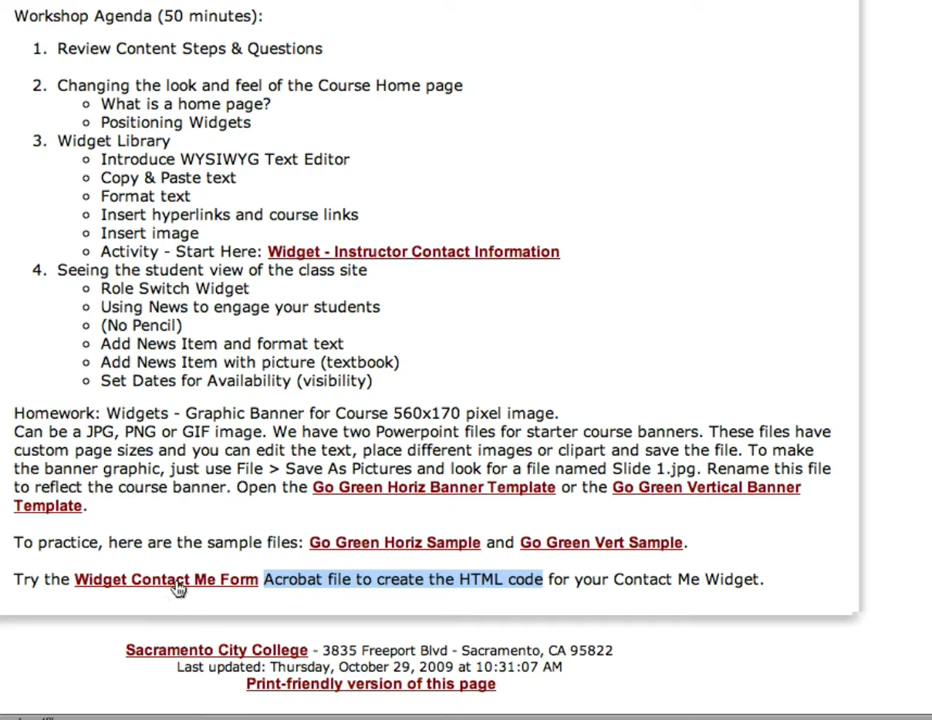 Workshop Agenda (50 minutes):
1. Review Content Steps & Questions
2. Changing the look and feel of the Course Home page
What is a home page?
Positioning Widgets
3. Widget Library
Introduce WYSIWYG Text Editor
Copy & Paste text
Format text
Insert hyperlinks and course links
Insert image
Activity - Start Here: Widget - Instructor Contact Information
4. Seeing the student view of the class site
Role Switch Widget
Using News to engage your students
(No Pencil)
Add News Item and format text
Add News Item with picture (textbook)
Set Dates for Availability (visibility)
Homework: Widgets - Graphic Banner for Course 560x170 pixel image.
Can be a JPG, PNG or GIF image. We have two Powerpoint files for starter course banners. These files have
custom page sizes and you can edit the text, place different images or clipart and save the file. To make
the banner graphic, just use File > Save As Pictures and look for a file named Slide 1.jpg. Rename this file
to reflect the course banner. Open the Go Green Horiz Banner Template or the Go Green Vertical Banner
Template.
To practice, here are the sample files: Go Green Horiz Sample and Go Green Vert Sample.
Try the Widget Contact Me Form Acrobat file to create the HTML code for your Contact Me Widget.
Sacramento City College - 3835 Freeport Blvd - Sacramento, CA 95822
Last updated: Thursday, October 29, 2009 at 10:31:07 AM
Print-friendly version of this page